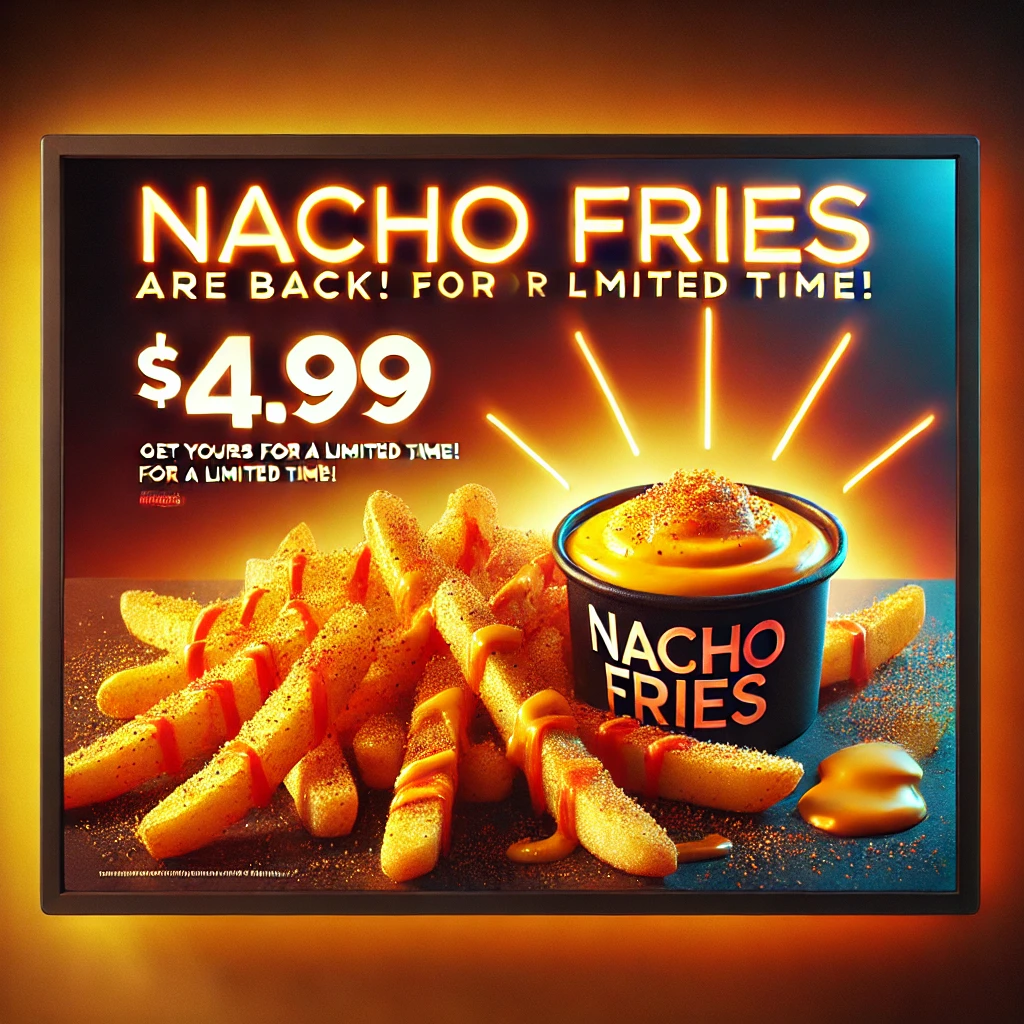 NACHO FRIES
ARE BACK! FOR R LMITED TIME!
$4.99
GET YOURS FOR A LIMITED TIME!
FOR A LIMITED TIME!
NACHO
FRIES